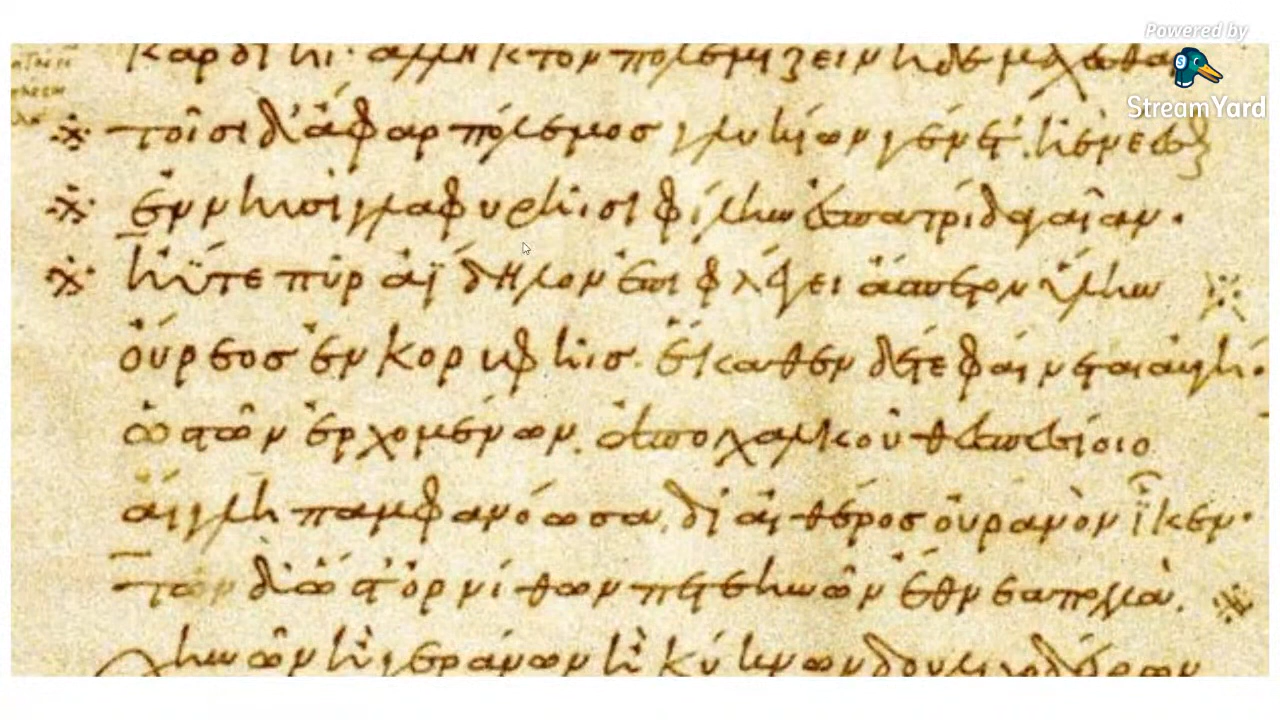 Powered by
StreamYard
καρδίηι· ἄλληκτον πολεμίζειν ἠδὲ μάχεσθαι
τοῖσι δ' ἄφαρ πόλεμος γλυκίων γένετ'. ἠὲ νέεσθαι
ἐν νηυσὶ γλαφυρῆισι φίλην ἐς πατρίδα γαῖαν.
ἠΰτε πῦρ ἀΐδηλον ἐπιφλέγει ἄσπετον ὕλην
οὔρεος ἐν κορυφῆις. ἕκαθεν δέ τε φαίνεται αὐγή·
ὣς τῶν ἐρχομένων. ἀπὸ χαλκοῦ θεσπεσίοιο
αἴγλη παμφανόωσα. δι' αἰθέρος οὐρανὸν ἷκεν·
τῶν δ' ὥς τ' ὀρνίθων πετεηνῶν ἔθνεα πολλά.
χηνῶν ἢ γεράνων ἢ κύκνων δουλιχοδείρων